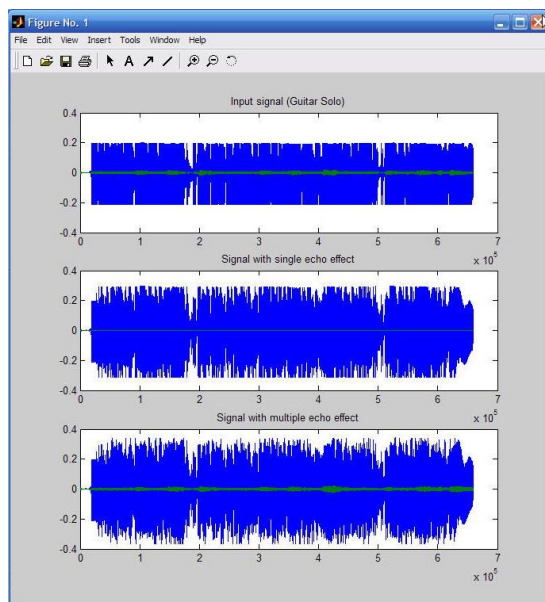 Figure No. 1
File Edit View Insert Tools Window Help
Input signal (Guitar Solo)
0.4
0.2
0
-0.2
-0.4
0 1 2 3 4 5 6 7
x 10^5
Signal with single echo effect
0.4
0.2
0
-0.2
-0.4
0 1 2 3 4 5 6 7
x 10^5
Signal with multiple echo effect
0.4
0.2
0
-0.2
-0.4
0 1 2 3 4 5 6 7
x 10^5